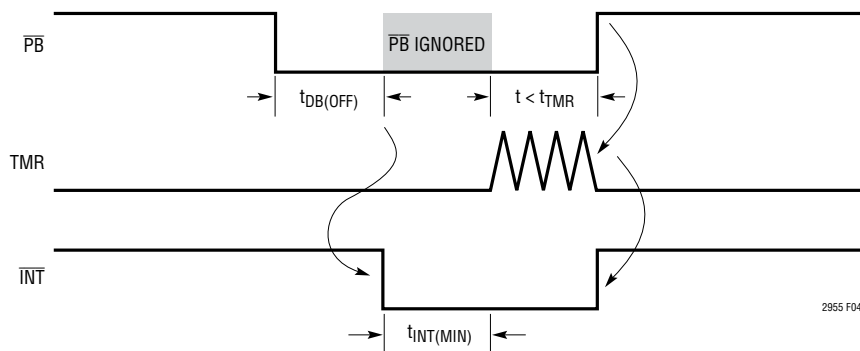 PB
PB IGNORED
tDB(OFF)
t < tTMR
TMR
INT
2955 F04
tINT(MIN)